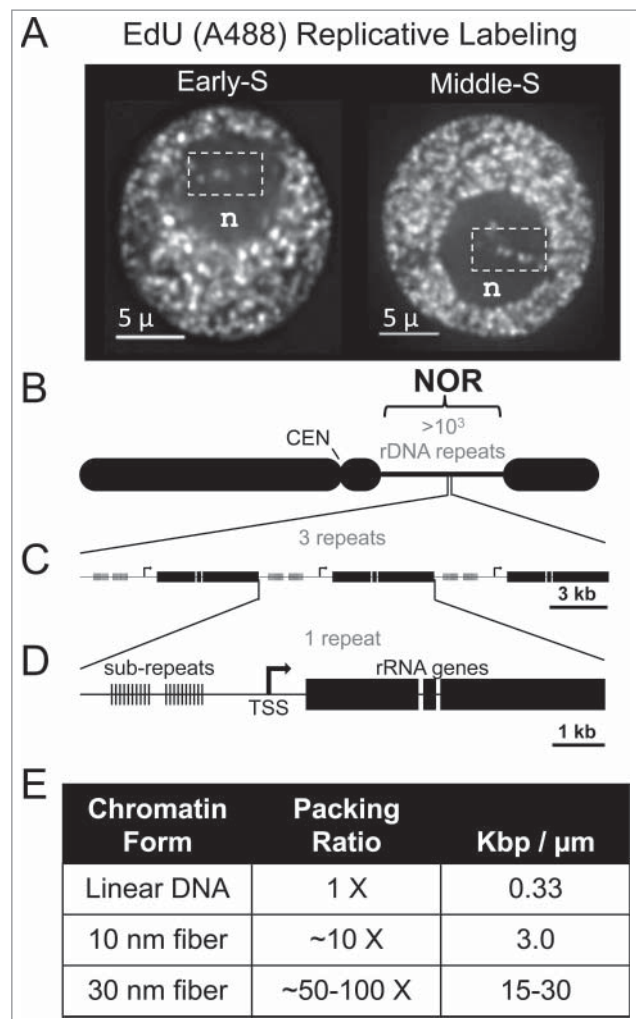 A
EdU (A488) Replicative Labeling
Early-S
Middle-S
n
n
5 µ
5 µ
B
NOR
>10³
rDNA repeats
CEN
3 repeats
C
3 kb
1 repeat
D
sub-repeats
rRNA genes
TSS
1 kb
E
Chromatin Form Packing Ratio Kbp / µm
Linear DNA 1 X 0.33
10 nm fiber ~10 X 3.0
30 nm fiber ~50-100 X 15-30